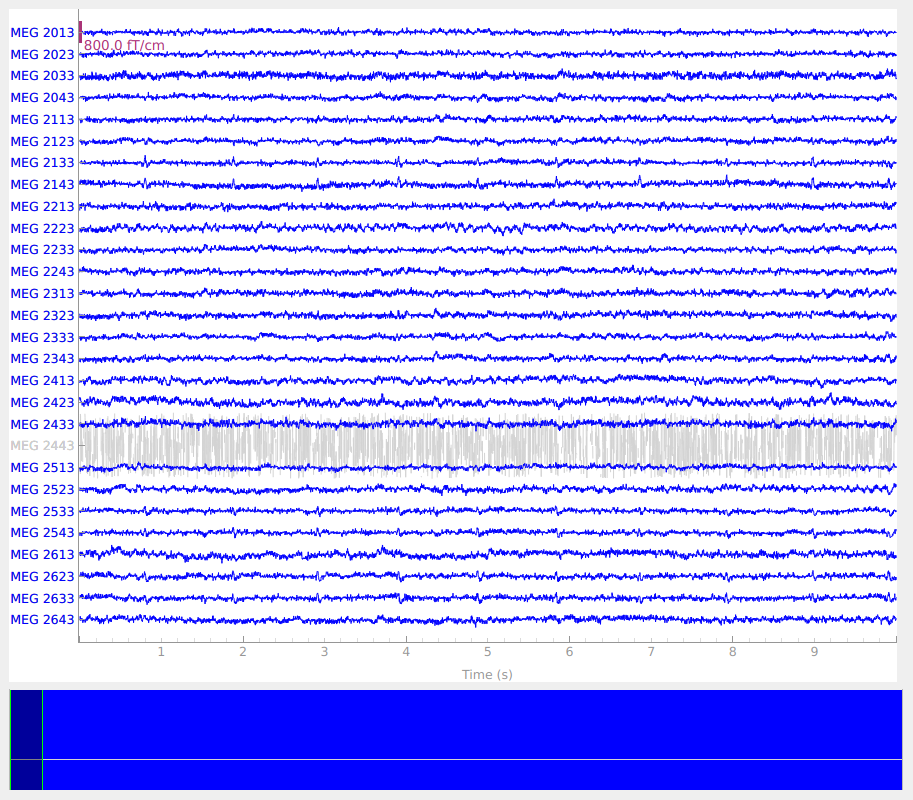 MEG 2013
800.0 fT/cm
MEG 2023
MEG 2033
MEG 2043
MEG 2113
MEG 2123
MEG 2133
MEG 2143
MEG 2213
MEG 2223
MEG 2233
MEG 2243
MEG 2313
MEG 2323
MEG 2333
MEG 2343
MEG 2413
MEG 2423
MEG 2433
MEG 2443
MEG 2513
MEG 2523
MEG 2533
MEG 2543
MEG 2613
MEG 2623
MEG 2633
MEG 2643
1 2 3 4 5 6 7 8 9
Time (s)